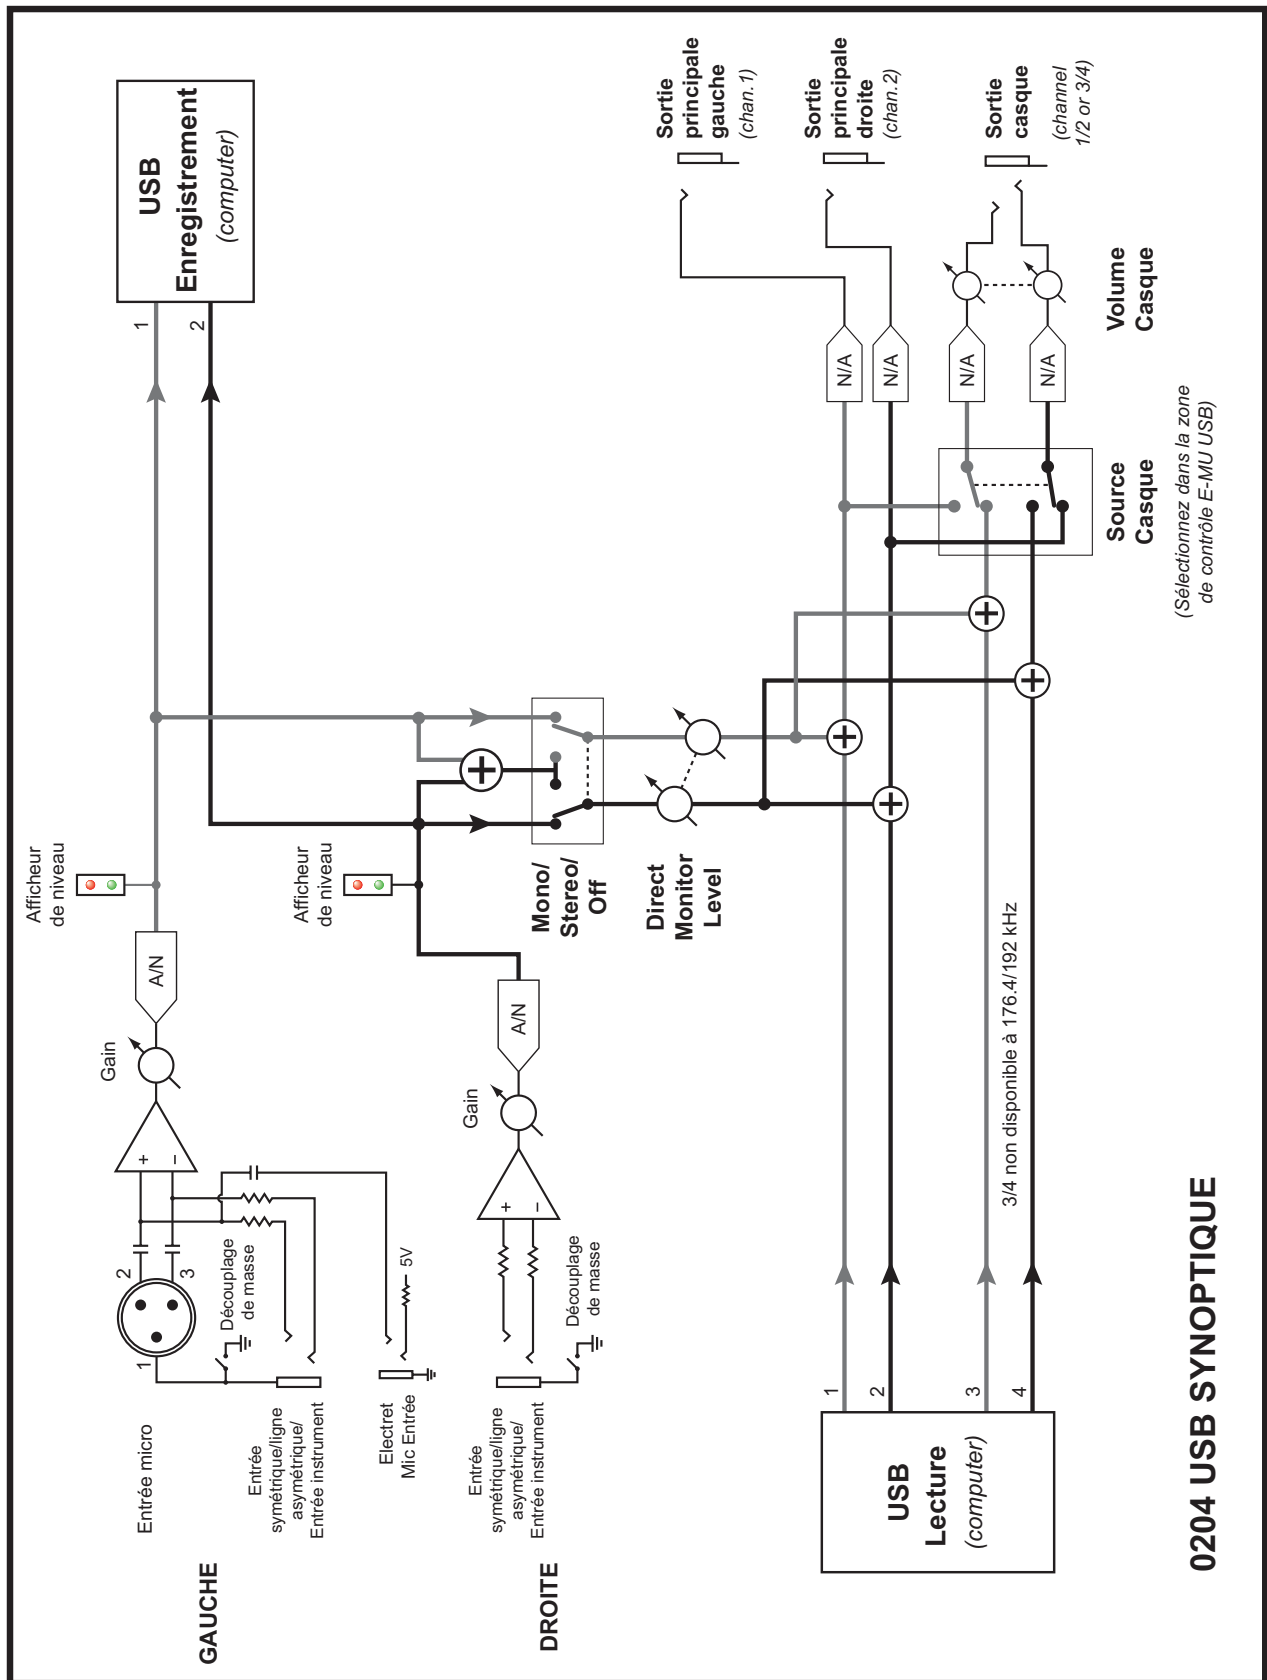 GAUCHE
Entrée micro
1
2
3
Découplage
de masse
Entrée
symétrique/ligne
asymétrique/
Entrée instrument
Electret
Mic Entrée
5V
+
–
Gain
A/N
Afficheur
de niveau
1
2
USB
Enregistrement
(computer)
DROITE
Entrée
symétrique/ligne
asymétrique/
Entrée instrument
Découplage
de masse
+
–
Gain
A/N
Afficheur
de niveau
Mono/
Stereo/
Off
Direct
Monitor
Level
Sortie
principale
gauche
(chan.1)
Sortie
principale
droite
(chan.2)
Sortie
casque
(channel
1/2 or 3/4)
N/A
N/A
N/A
N/A
Volume
Casque
Source
Casque
(Sélectionnez dans la zone
de contrôle E-MU USB)
USB
Lecture
(computer)
1
2
3
4
3/4 non disponible à 176.4/192 kHz
0204 USB SYNOPTIQUE